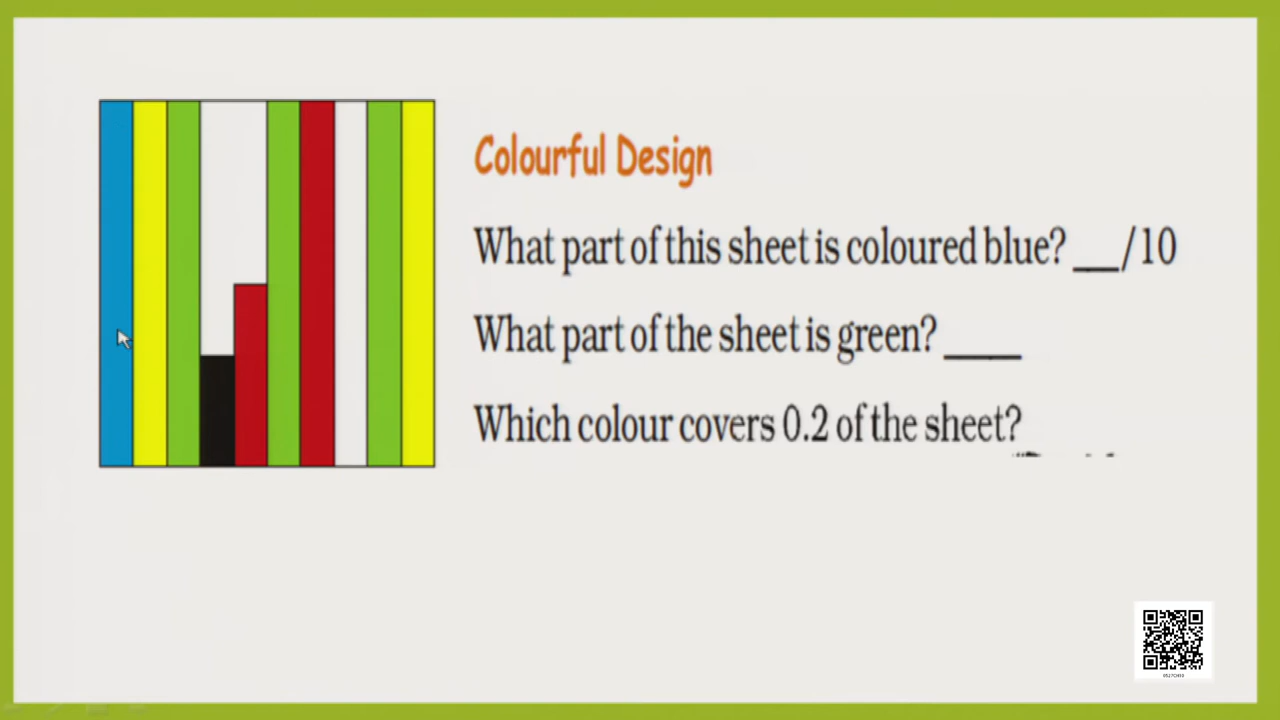 Colourful Design
What part of this sheet is coloured blue? __/10
What part of the sheet is green? ____
Which colour covers 0.2 of the sheet?